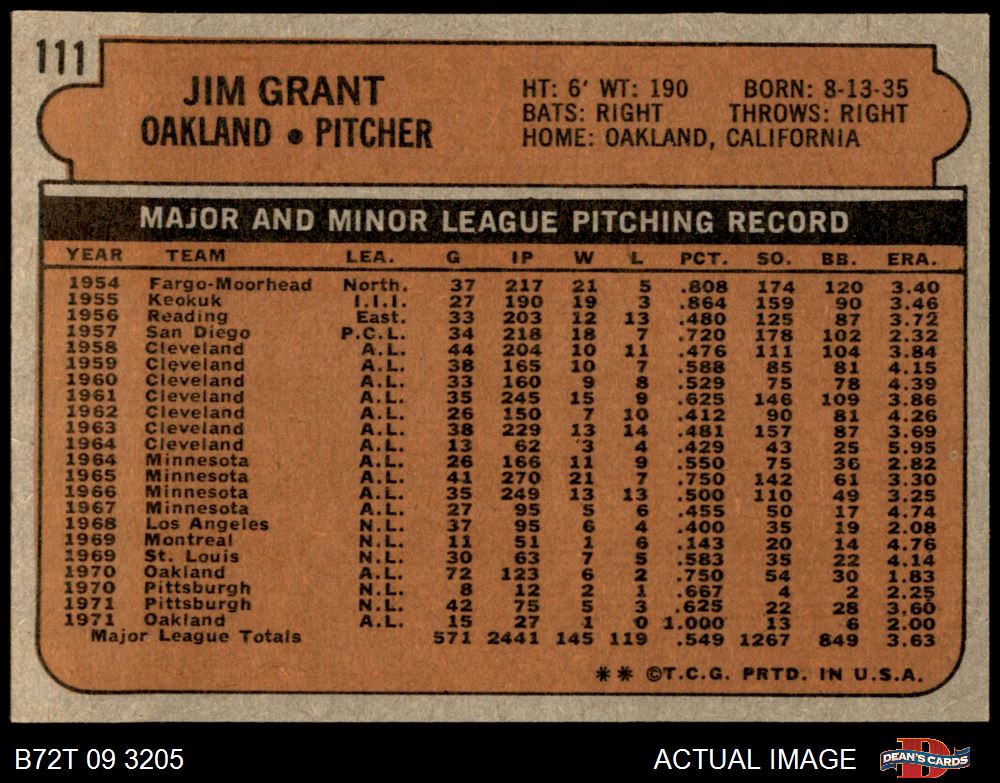 111
JIM GRANT
OAKLAND • PITCHER
HT: 6' WT: 190 BORN: 8-13-35
BATS: RIGHT THROWS: RIGHT
HOME: OAKLAND, CALIFORNIA
MAJOR AND MINOR LEAGUE PITCHING RECORD
YEAR TEAM LEA. G IP W L PCT. SO. BB. ERA.
1954 Fargo-Moorhead North. 37 217 21 5 .808 174 120 3.40
1955 Keokuk I.I.I. 27 190 19 3 .864 159 90 3.46
1956 Reading East. 33 203 12 13 .480 125 87 3.72
1957 San Diego P.C.L. 34 218 18 7 .720 178 102 2.32
1958 Cleveland A.L. 44 204 10 11 .476 111 104 3.84
1959 Cleveland A.L. 38 165 10 7 .588 85 81 4.15
1960 Cleveland A.L. 33 160 9 8 .529 75 78 4.39
1961 Cleveland A.L. 35 245 15 9 .625 146 109 3.86
1962 Cleveland A.L. 26 150 7 10 .412 90 81 4.26
1963 Cleveland A.L. 38 229 13 14 .481 157 87 3.69
1964 Cleveland A.L. 13 62 3 4 .429 43 25 5.95
1964 Minnesota A.L. 26 166 11 9 .550 75 36 2.82
1965 Minnesota A.L. 41 270 21 7 .750 142 61 3.30
1966 Minnesota A.L. 35 249 13 13 .500 110 49 3.25
1967 Minnesota A.L. 27 95 5 6 .455 50 17 4.74
1968 Los Angeles N.L. 37 95 6 4 .400 35 19 2.08
1969 Montreal N.L. 11 51 1 6 .143 20 14 4.76
1969 St. Louis N.L. 30 63 7 5 .583 35 22 4.14
1970 Oakland A.L. 72 123 6 2 .750 54 30 1.83
1970 Pittsburgh N.L. 8 12 2 1 .667 4 2 2.25
1971 Pittsburgh N.L. 42 75 5 3 .625 22 28 3.60
1971 Oakland A.L. 15 27 1 0 1.000 13 6 2.00
Major League Totals 571 2441 145 119 .549 1267 849 3.63
** ©T.C.G. PRTD. IN U.S.A.
B72T 09 3205 ACTUAL IMAGE DEAN'S CARDS